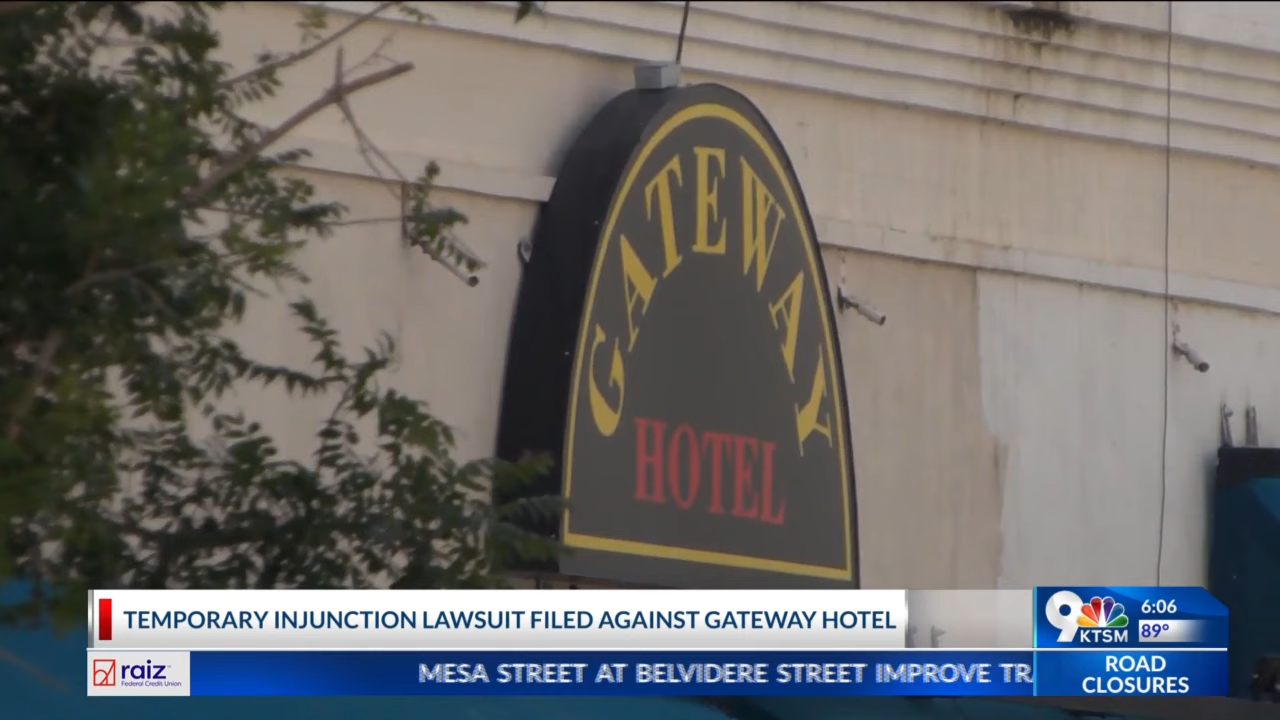 GATEWAY
HOTEL
TEMPORARY INJUNCTION LAWSUIT FILED AGAINST GATEWAY HOTEL
9 KTSM
6:06
89°
raiz
Federal Credit Union
MESA STREET AT BELVIDERE STREET IMPROVE TR
ROAD
CLOSURES